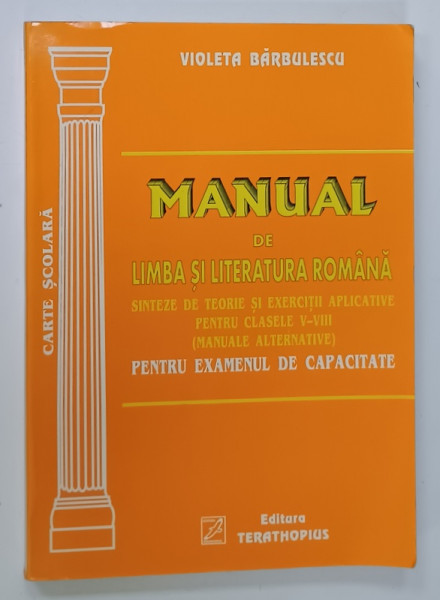 VIOLETA BĂRBULESCU
CARTE ȘCOLARĂ
MANUAL
DE
LIMBA ȘI LITERATURA ROMÂNĂ
SINTEZE DE TEORIE ȘI EXERCIȚII APLICATIVE
PENTRU CLASELE V-VIII
(MANUALE ALTERNATIVE)
PENTRU EXAMENUL DE CAPACITATE
Editura
TERATHOPIUS